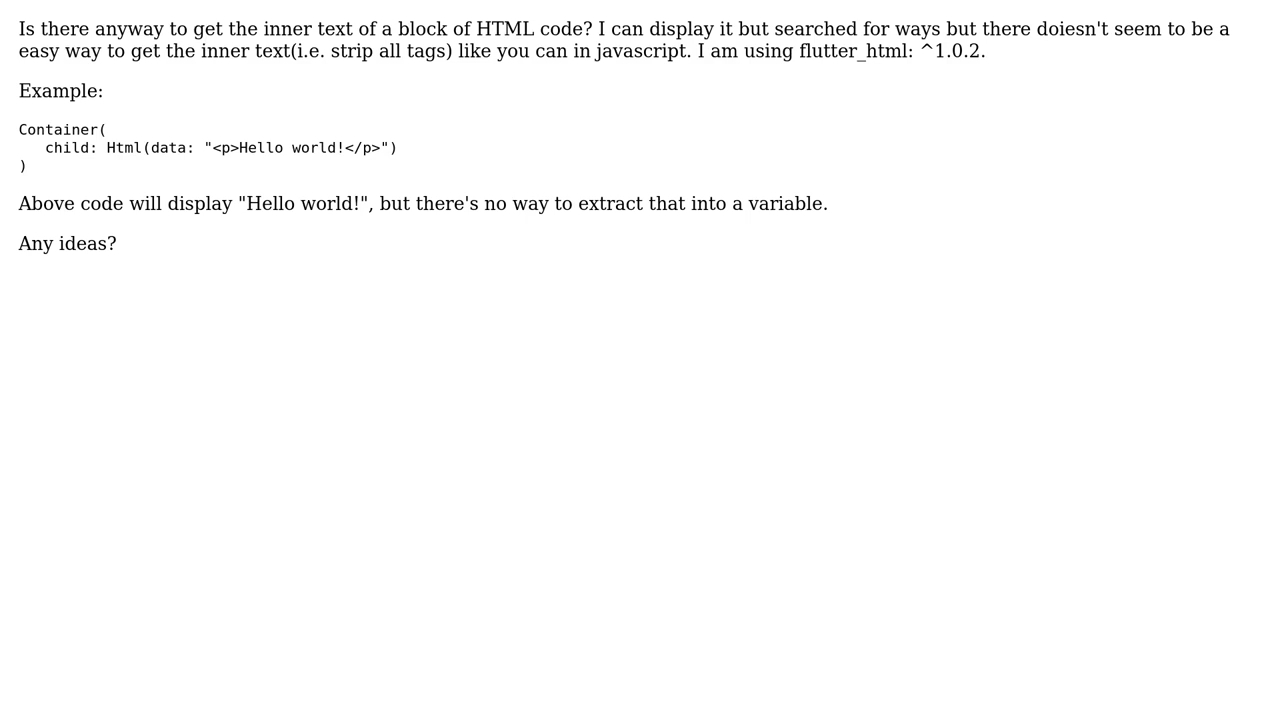 Is there anyway to get the inner text of a block of HTML code? I can display it but searched for ways but there doiesn't seem to be a
easy way to get the inner text(i.e. strip all tags) like you can in javascript. I am using flutter_html: ^1.0.2.
Example:
Container(
   child: Html(data: "<p>Hello world!</p>")
)
Above code will display "Hello world!", but there's no way to extract that into a variable.
Any ideas?